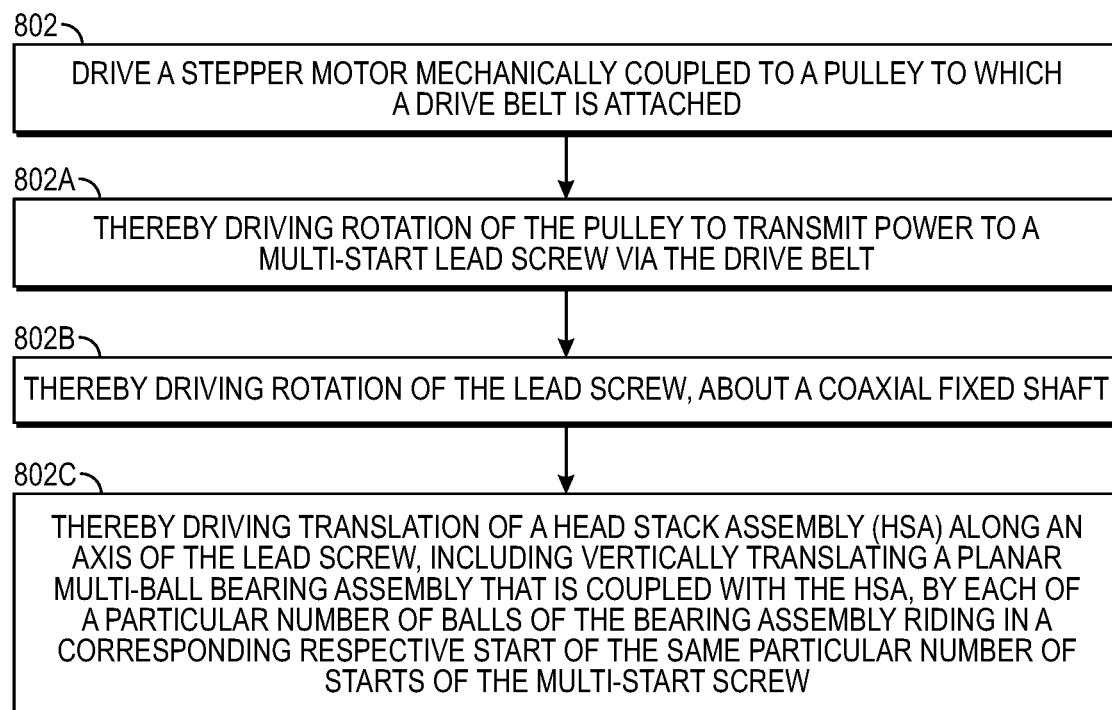 802
DRIVE A STEPPER MOTOR MECHANICALLY COUPLED TO A PULLEY TO WHICH
A DRIVE BELT IS ATTACHED
802A
THEREBY DRIVING ROTATION OF THE PULLEY TO TRANSMIT POWER TO A
MULTI-START LEAD SCREW VIA THE DRIVE BELT
802B
THEREBY DRIVING ROTATION OF THE LEAD SCREW, ABOUT A COAXIAL FIXED SHAFT
802C
THEREBY DRIVING TRANSLATION OF A HEAD STACK ASSEMBLY (HSA) ALONG AN
AXIS OF THE LEAD SCREW, INCLUDING VERTICALLY TRANSLATING A PLANAR
MULTI-BALL BEARING ASSEMBLY THAT IS COUPLED WITH THE HSA, BY EACH OF
A PARTICULAR NUMBER OF BALLS OF THE BEARING ASSEMBLY RIDING IN A
CORRESPONDING RESPECTIVE START OF THE SAME PARTICULAR NUMBER OF
STARTS OF THE MULTI-START SCREW